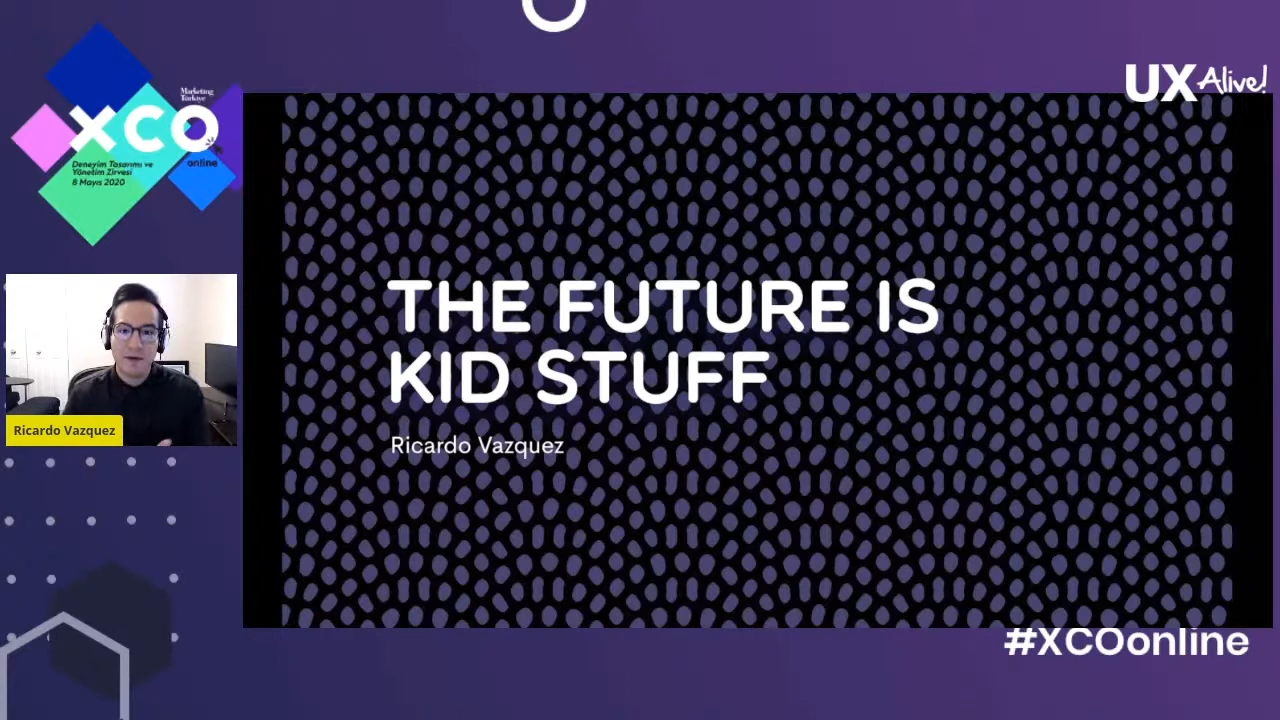 Marketing
Türkiye
XCO
online
Deneyim Tasarımı ve
Yönetim Zirvesi
8 Mayıs 2020
UX Alive!
THE FUTURE IS
KID STUFF
Ricardo Vazquez
Ricardo Vazquez
#XCOonline